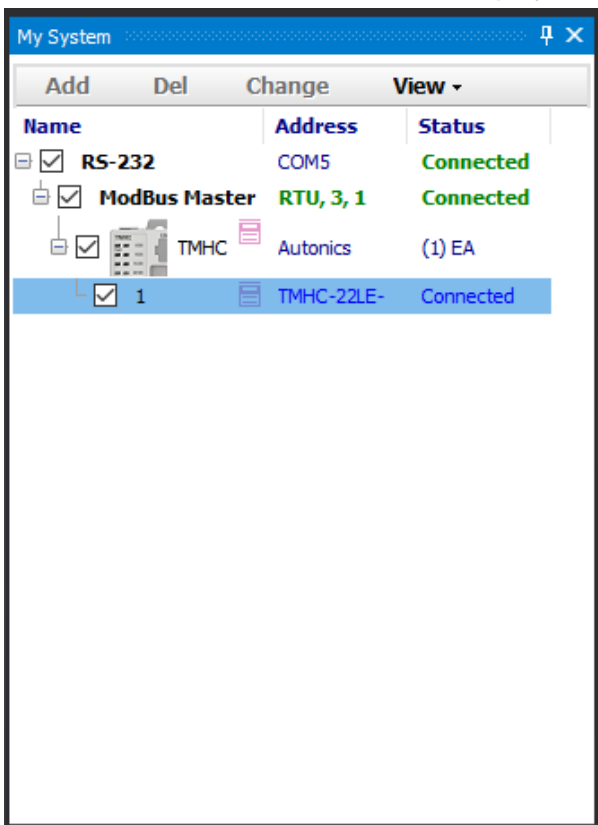 My System
Add Del Change View
Name Address Status
RS-232 COM5 Connected
ModBus Master RTU, 3, 1 Connected
TMHC Autonics (1) EA
1 TMHC-22LE- Connected